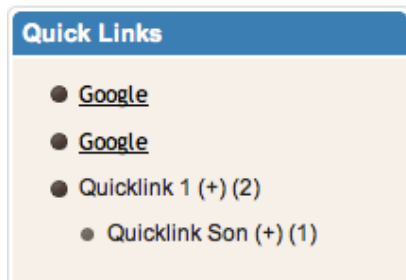 Quick Links
Google
Google
Quicklink 1 (+) (2)
Quicklink Son (+) (1)